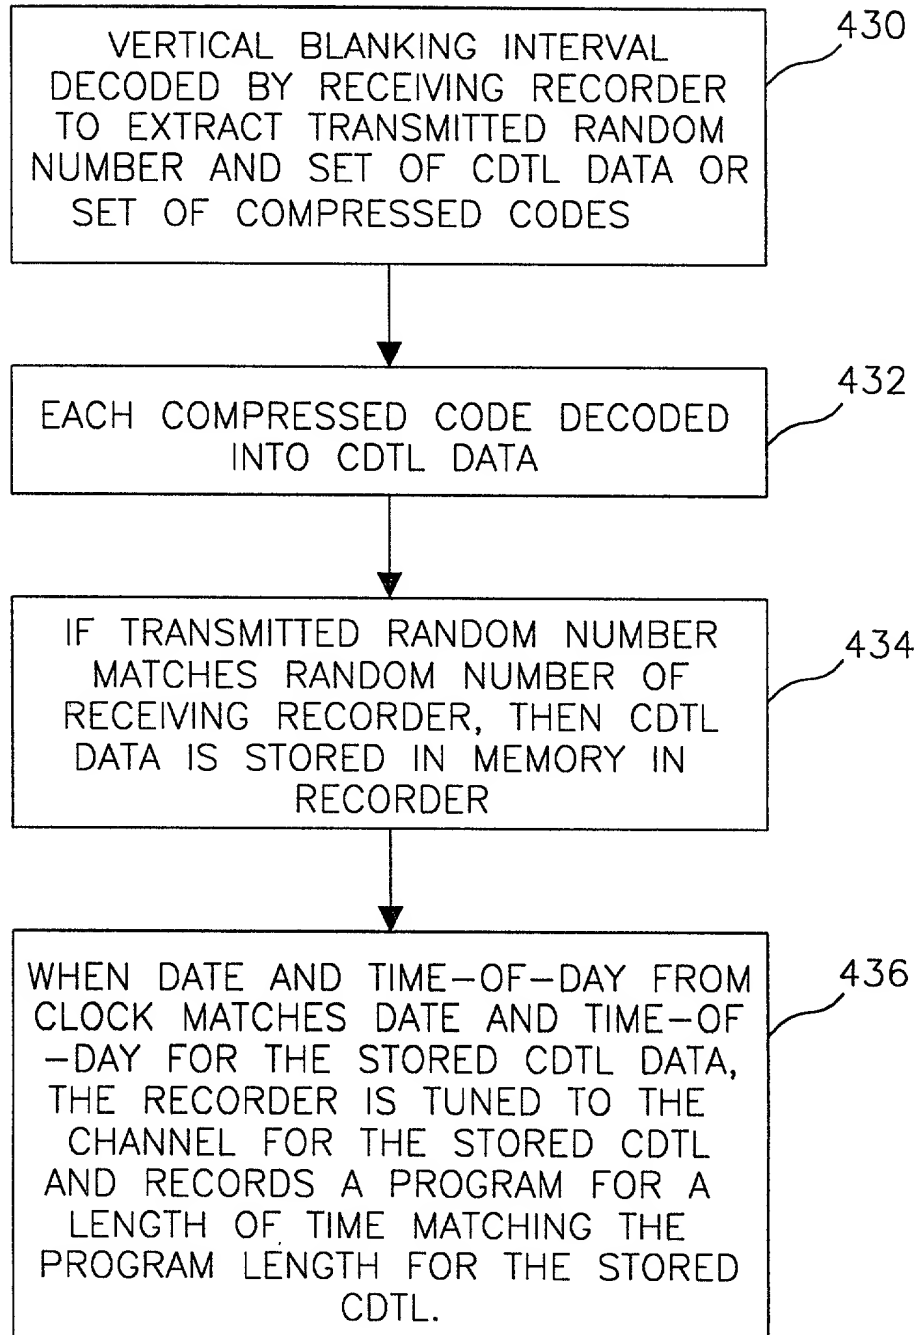 VERTICAL BLANKING INTERVAL
DECODED BY RECEIVING RECORDER
TO EXTRACT TRANSMITTED RANDOM
NUMBER AND SET OF CDTL DATA OR
SET OF COMPRESSED CODES
430
EACH COMPRESSED CODE DECODED
INTO CDTL DATA
432
IF TRANSMITTED RANDOM NUMBER
MATCHES RANDOM NUMBER OF
RECEIVING RECORDER, THEN CDTL
DATA IS STORED IN MEMORY IN
RECORDER
434
WHEN DATE AND TIME-OF-DAY FROM
CLOCK MATCHES DATE AND TIME-OF
-DAY FOR THE STORED CDTL DATA,
THE RECORDER IS TUNED TO THE
CHANNEL FOR THE STORED CDTL
AND RECORDS A PROGRAM FOR A
LENGTH OF TIME MATCHING THE
PROGRAM LENGTH FOR THE STORED
CDTL.
436